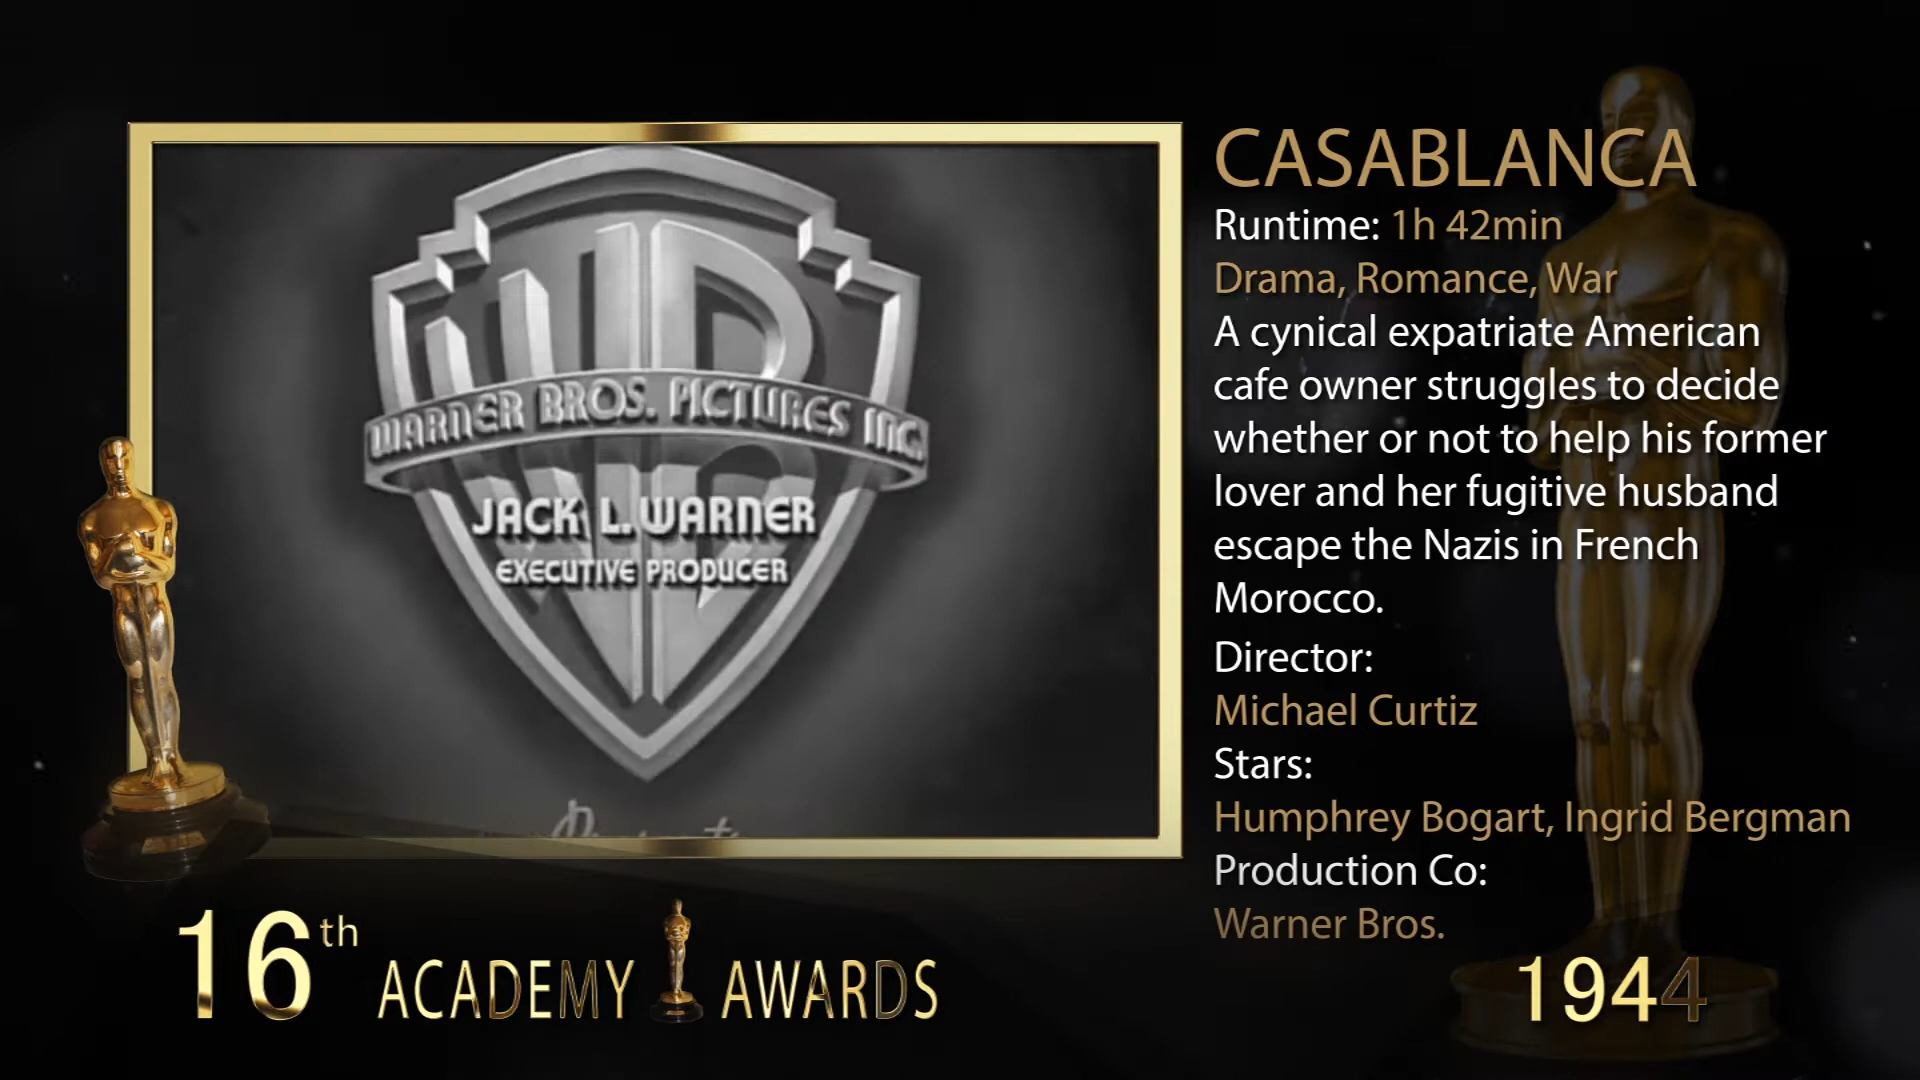 CASABLANCA
Runtime: 1h 42min
Drama, Romance, War
A cynical expatriate American
cafe owner struggles to decide
whether or not to help his former
lover and her fugitive husband
escape the Nazis in French
Morocco.
Director:
Michael Curtiz
Stars:
Humphrey Bogart, Ingrid Bergman
Production Co:
Warner Bros.
1944
WB
WARNER BROS. PICTURES INC.
JACK L. WARNER
EXECUTIVE PRODUCER
16th ACADEMY AWARDS